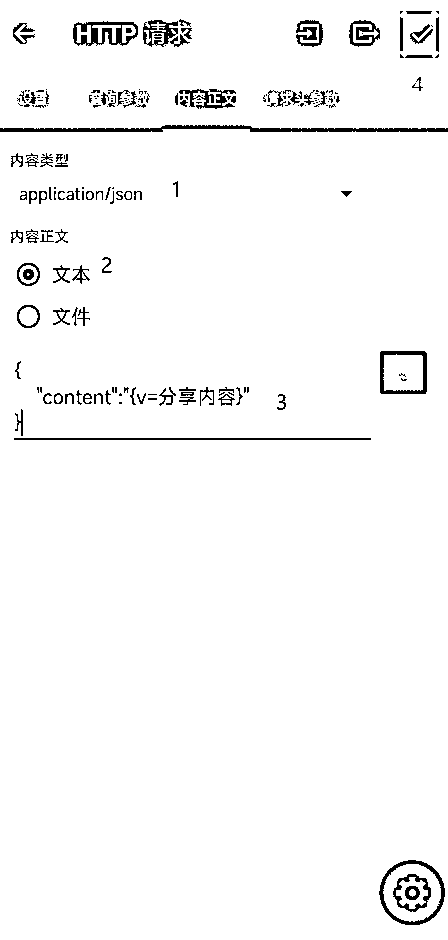 HTTP 请求
4
设置 查询参数 内容正文 请求头参数
内容类型
application/json 1
内容正文
文本 2
文件
{
"content":"{v=分享内容}" 3
}